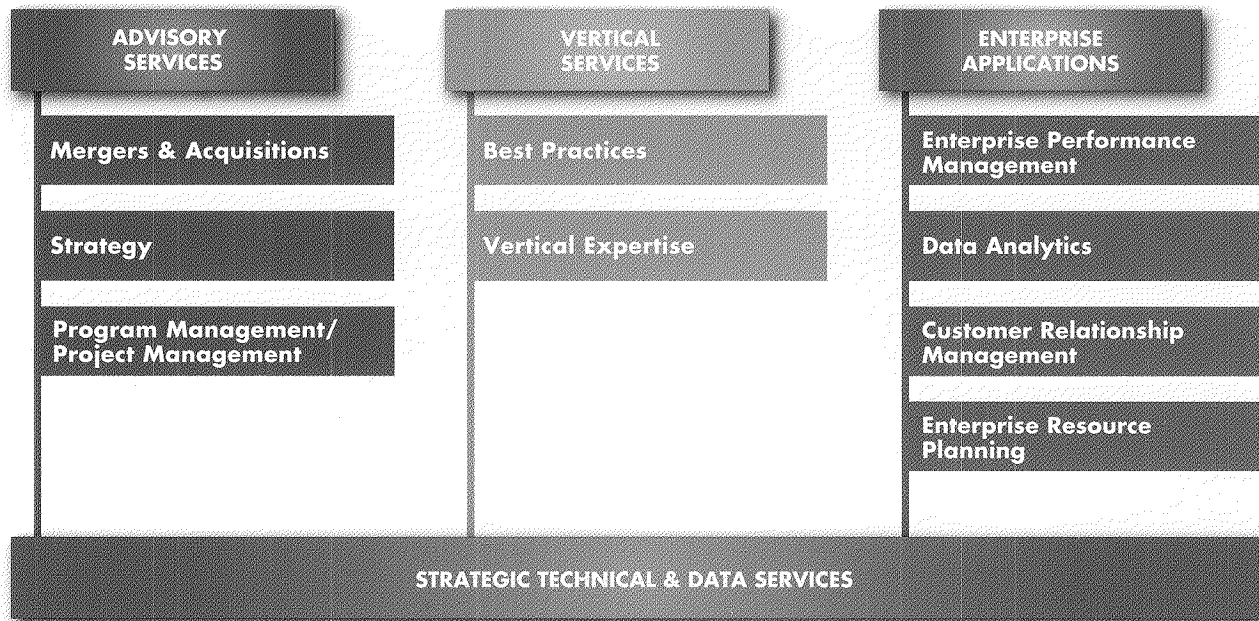 ADVISORY
SERVICES
Mergers & Acquisitions
Strategy
Program Management/
Project Management
VERTICAL
SERVICES
Best Practices
Vertical Expertise
ENTERPRISE
APPLICATIONS
Enterprise Performance
Management
Data Analytics
Customer Relationship
Management
Enterprise Resource
Planning
STRATEGIC TECHNICAL & DATA SERVICES